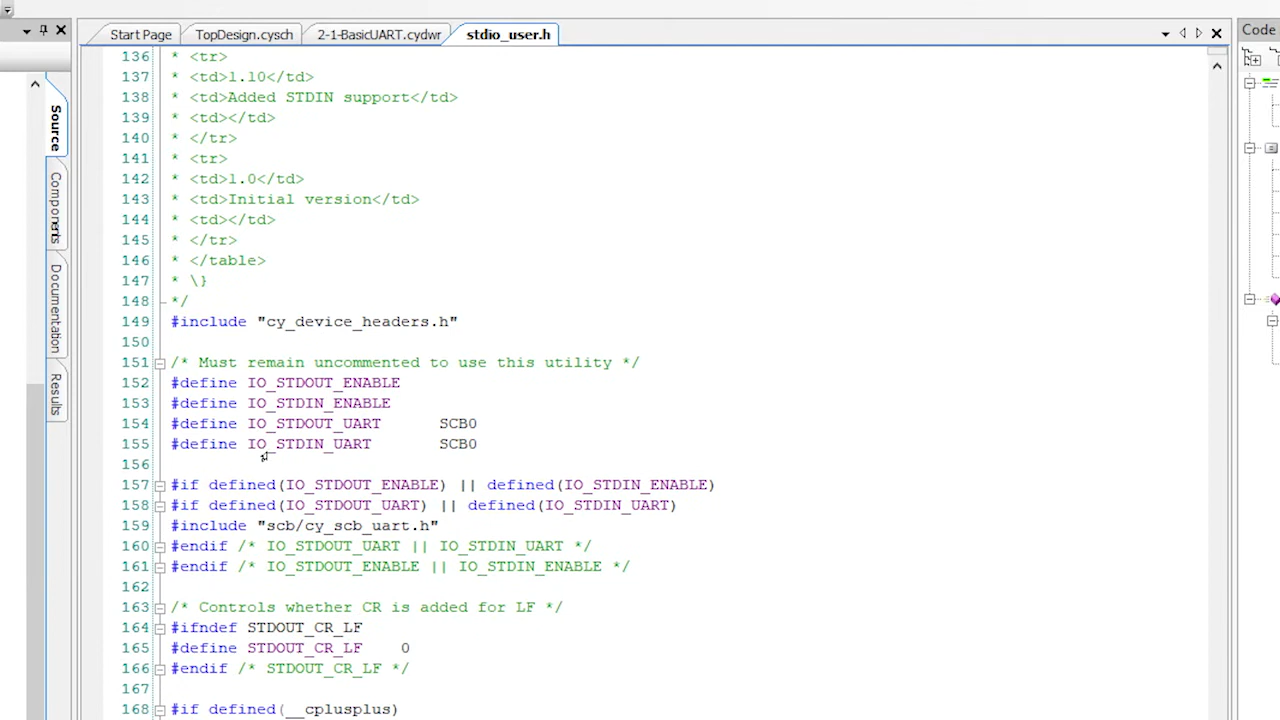 Start Page TopDesign.cysch 2-1-BasicUART.cydwr stdio_user.h
Code
Source
Components
Documentation
Results
136 * <tr>
137 * <td>1.10</td>
138 * <td>Added STDIN support</td>
139 * <td></td>
140 * </tr>
141 * <tr>
142 * <td>1.0</td>
143 * <td>Initial version</td>
144 * <td></td>
145 * </tr>
146 * </table>
147 * \}
148 */
149 #include "cy_device_headers.h"
150
151 /* Must remain uncommented to use this utility */
152 #define IO_STDOUT_ENABLE
153 #define IO_STDIN_ENABLE
154 #define IO_STDOUT_UART SCB0
155 #define IO_STDIN_UART SCB0
156
157 #if defined(IO_STDOUT_ENABLE) || defined(IO_STDIN_ENABLE)
158 #if defined(IO_STDOUT_UART) || defined(IO_STDIN_UART)
159 #include "scb/cy_scb_uart.h"
160 #endif /* IO_STDOUT_UART || IO_STDIN_UART */
161 #endif /* IO_STDOUT_ENABLE || IO_STDIN_ENABLE */
162
163 /* Controls whether CR is added for LF */
164 #ifndef STDOUT_CR_LF
165 #define STDOUT_CR_LF 0
166 #endif /* STDOUT_CR_LF */
167
168 #if defined(__cplusplus)